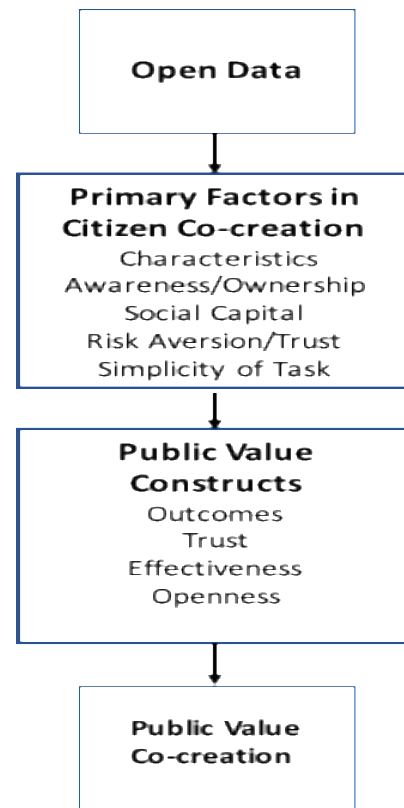 Open Data
Primary Factors in
Citizen Co-creation
Characteristics
Awareness/Ownership
Social Capital
Risk Aversion/Trust
Simplicity of Task
Public Value
Constructs
Outcomes
Trust
Effectiveness
Openness
Public Value
Co-creation